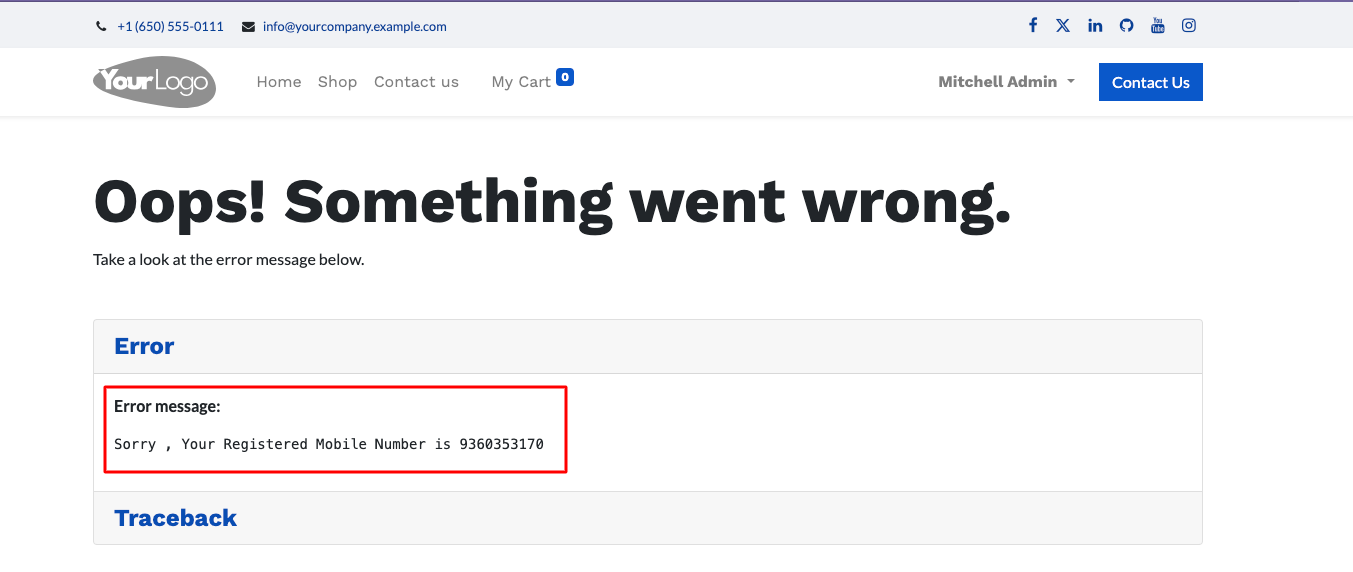 +1 (650) 555-0111 info@yourcompany.example.com
YourLogo Home Shop Contact us My Cart 0 Mitchell Admin Contact Us
Oops! Something went wrong.
Take a look at the error message below.
Error
Error message:
Sorry , Your Registered Mobile Number is 9360353170
Traceback